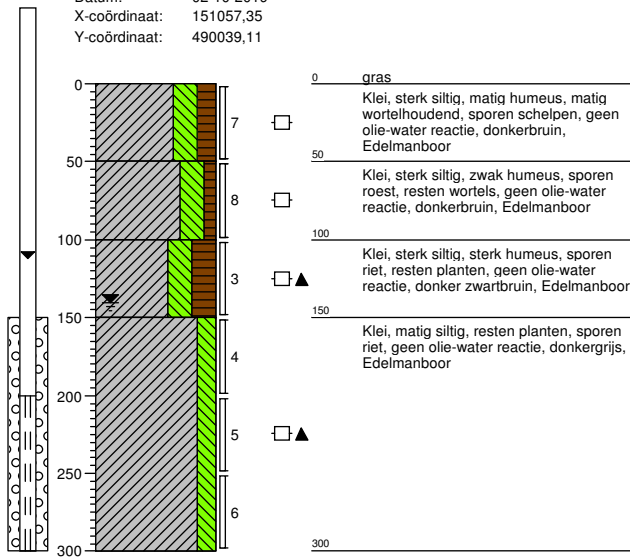 X-coördinaat: 151057,35
Y-coördinaat: 490039,11
0
50
100
150
200
250
300
7
8
3
4
5
6
0 gras
Klei, sterk siltig, matig humeus, matig
wortelhoudend, sporen schelpen, geen
olie-water reactie, donkerbruin,
Edelmanboor
50
Klei, sterk siltig, zwak humeus, sporen
roest, resten wortels, geen olie-water
reactie, donkerbruin, Edelmanboor
100
Klei, sterk siltig, sterk humeus, sporen
riet, resten planten, geen olie-water
reactie, donker zwartbruin, Edelmanboor
150
Klei, matig siltig, resten planten, sporen
riet, geen olie-water reactie, donkergrijs,
Edelmanboor
300